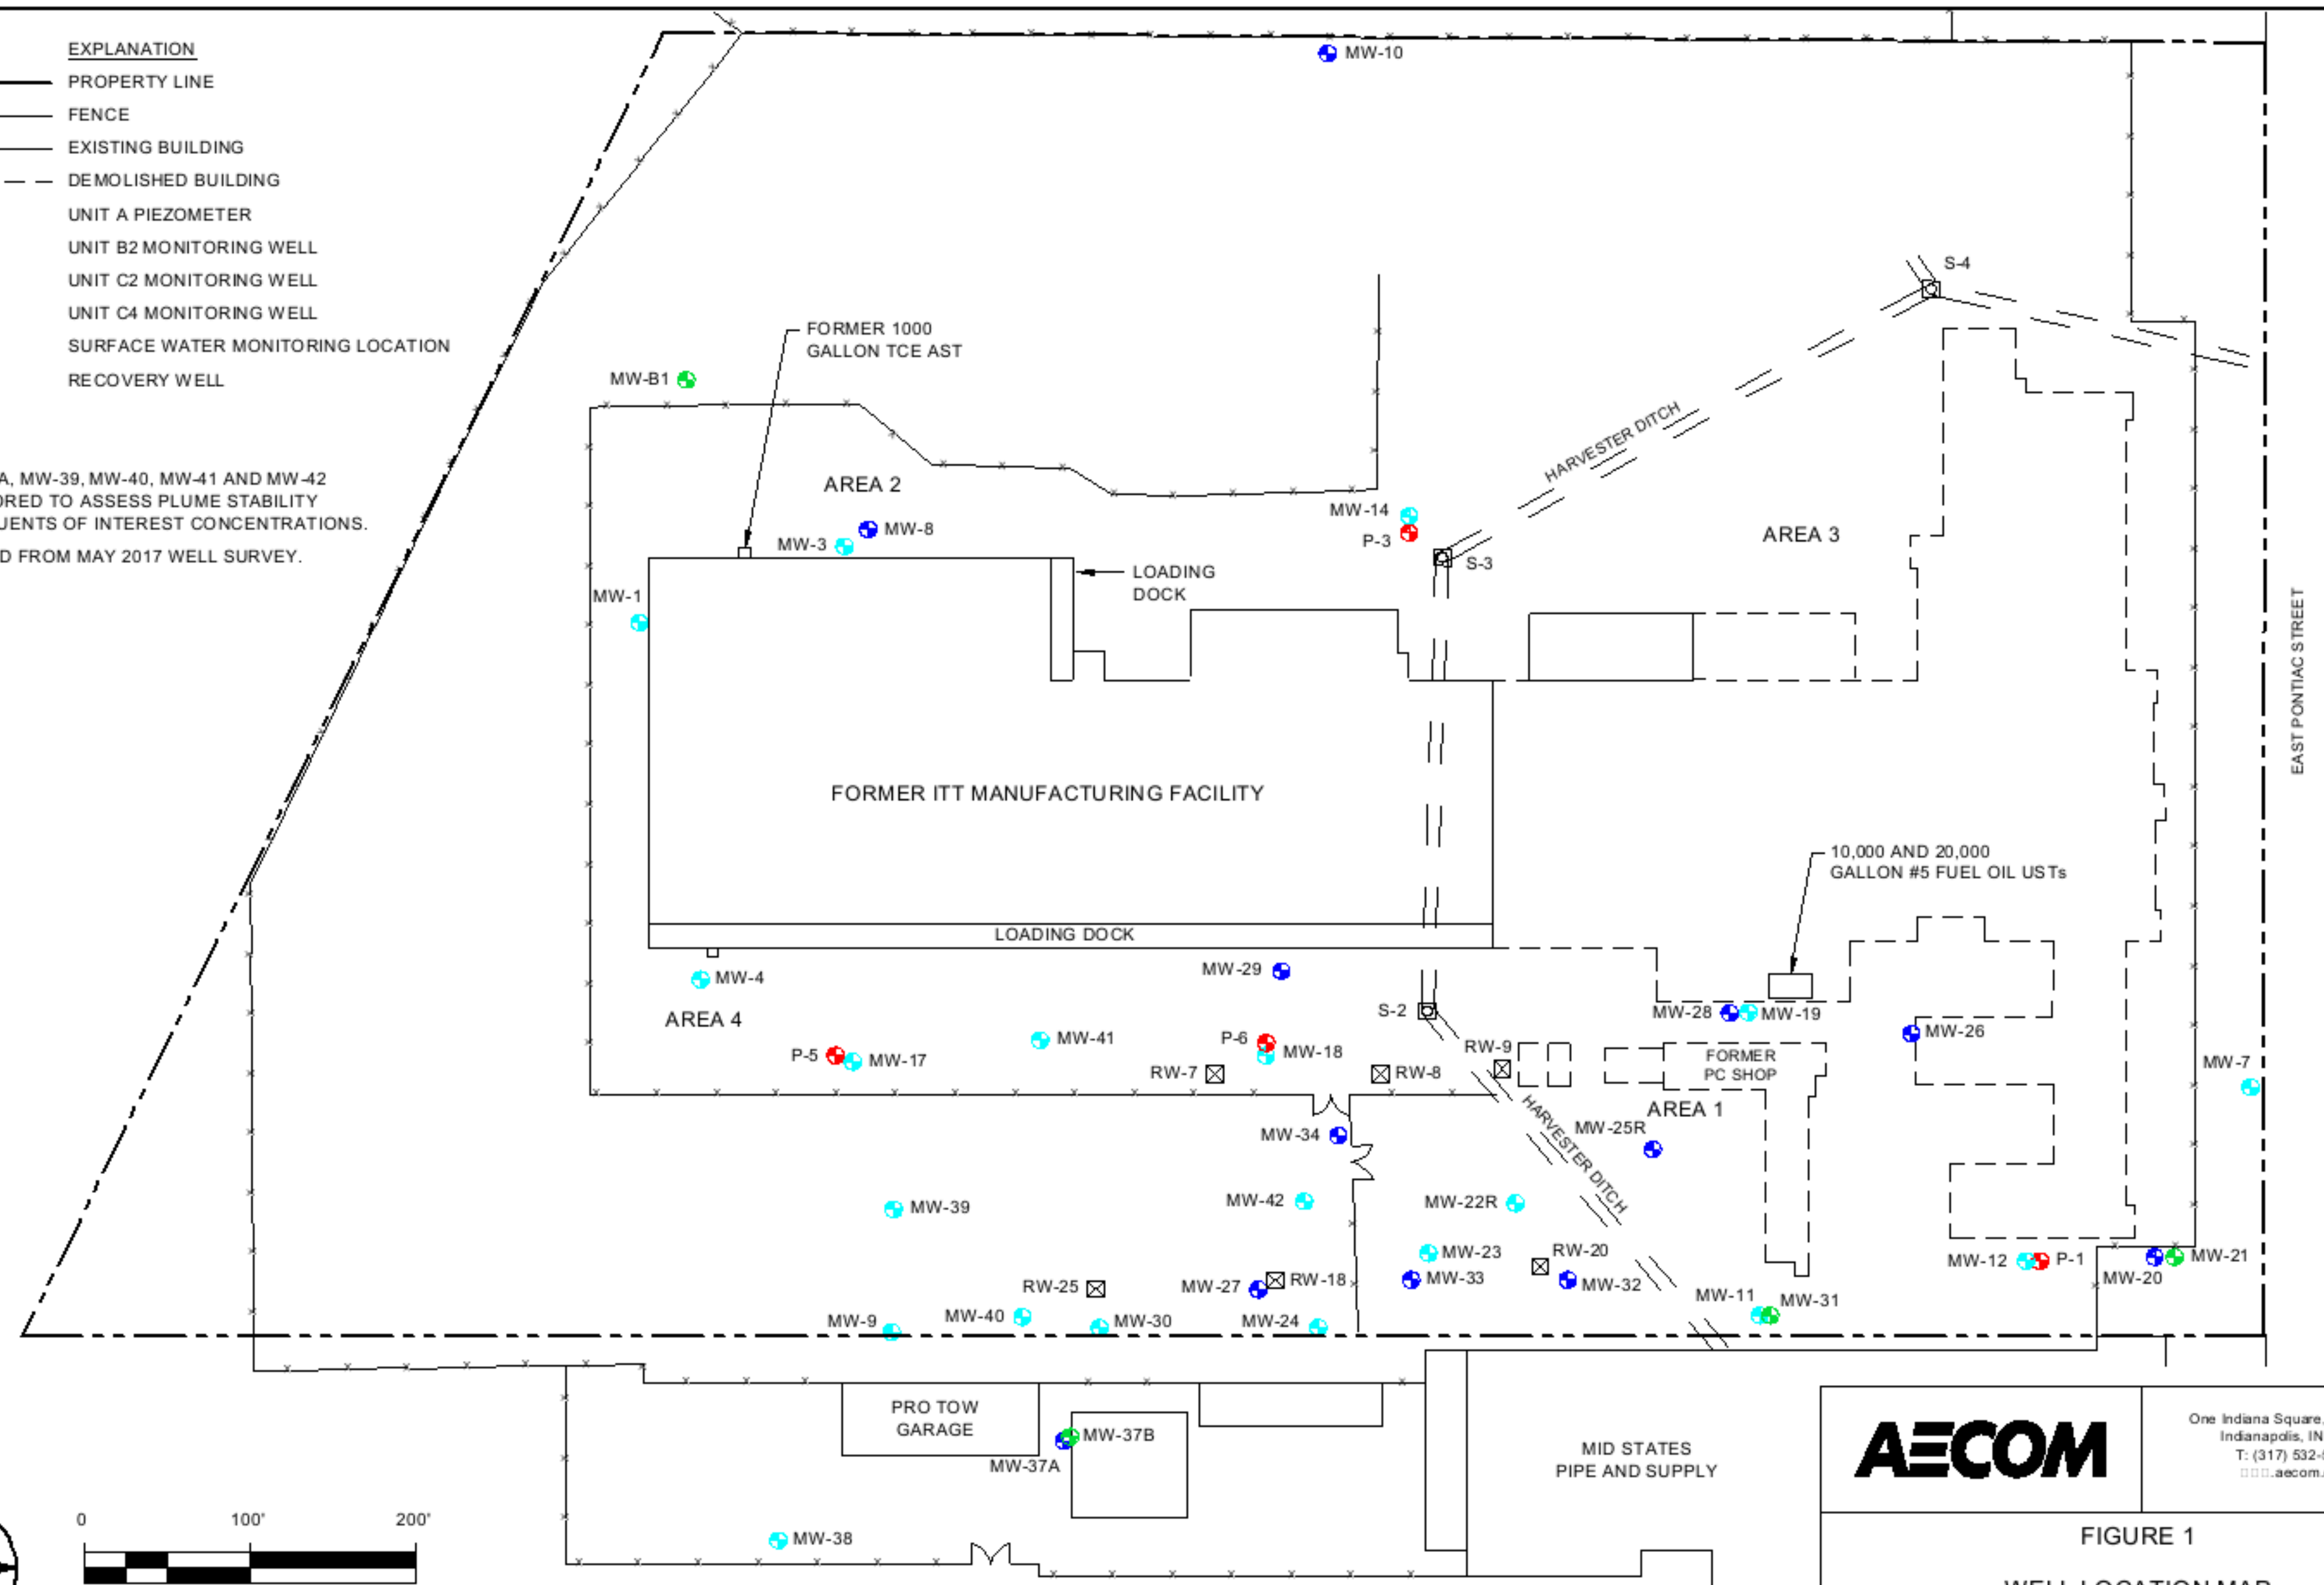 EXPLANATION
PROPERTY LINE
FENCE
EXISTING BUILDING
DEMOLISHED BUILDING
UNIT A PIEZOMETER
UNIT B2 MONITORING WELL
UNIT C2 MONITORING WELL
UNIT C4 MONITORING WELL
SURFACE WATER MONITORING LOCATION
RECOVERY WELL
A, MW-39, MW-40, MW-41 AND MW-42
ORED TO ASSESS PLUME STABILITY
UENTS OF INTEREST CONCENTRATIONS.
D FROM MAY 2017 WELL SURVEY.
MW-10
S-4
FORMER 1000
GALLON TCE AST
MW-B1
HARVESTER DITCH
AREA 2
MW-14
MW-8
MW-3
P-3
AREA 3
S-3
LOADING
DOCK
MW-1
EAST PONTIAC STREET
FORMER ITT MANUFACTURING FACILITY
10,000 AND 20,000
GALLON #5 FUEL OIL USTs
LOADING DOCK
MW-29
MW-4
S-2
MW-28
MW-19
AREA 4
MW-26
MW-41
P-6
MW-18
RW-9
P-5
MW-17
FORMER
PC SHOP
MW-7
RW-7
RW-8
AREA 1
HARVESTER DITCH
MW-34
MW-25R
MW-39
MW-42
MW-22R
MW-23
RW-20
MW-12
P-1
MW-21
MW-20
RW-25
MW-27
RW-18
MW-33
MW-32
MW-11
MW-31
MW-9
MW-40
MW-30
MW-24
PRO TOW
GARAGE
MW-37B
MW-37A
MID STATES
PIPE AND SUPPLY
MW-38
0 100' 200'
AECOM
One Indiana Square,
Indianapolis, IN
T: (317) 532-
.aecom.
FIGURE 1
WELL LOCATION MAP